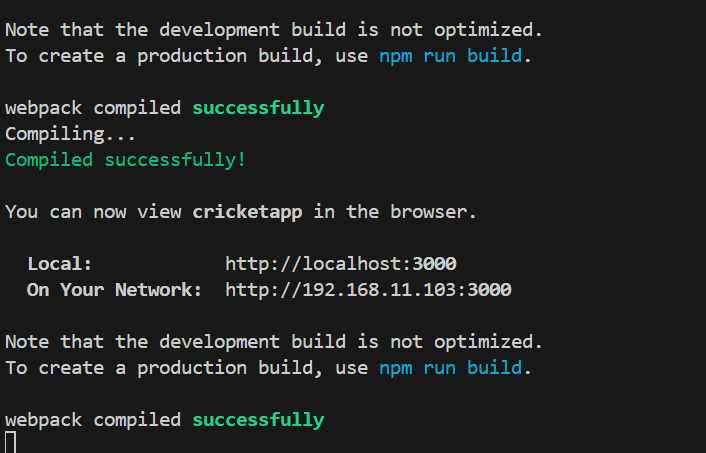 Note that the development build is not optimized.
To create a production build, use npm run build.
webpack compiled successfully
Compiling...
Compiled successfully!
You can now view cricketapp in the browser.
Local: http://localhost:3000
On Your Network: http://192.168.11.103:3000
Note that the development build is not optimized.
To create a production build, use npm run build.
webpack compiled successfully